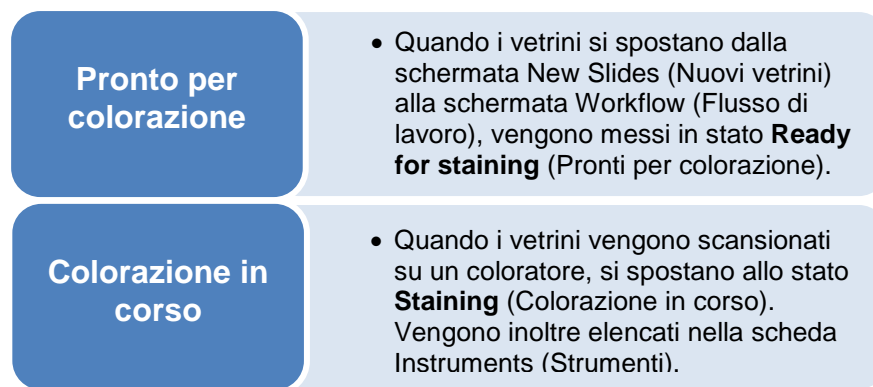 Pronto per
colorazione
• Quando i vetrini si spostano dalla
schermata New Slides (Nuovi vetrini)
alla schermata Workflow (Flusso di
lavoro), vengono messi in stato Ready
for staining (Pronti per colorazione).
Colorazione in
corso
• Quando i vetrini vengono scansionati
su un coloratore, si spostano allo stato
Staining (Colorazione in corso).
Vengono inoltre elencati nella scheda
Instruments (Strumenti).